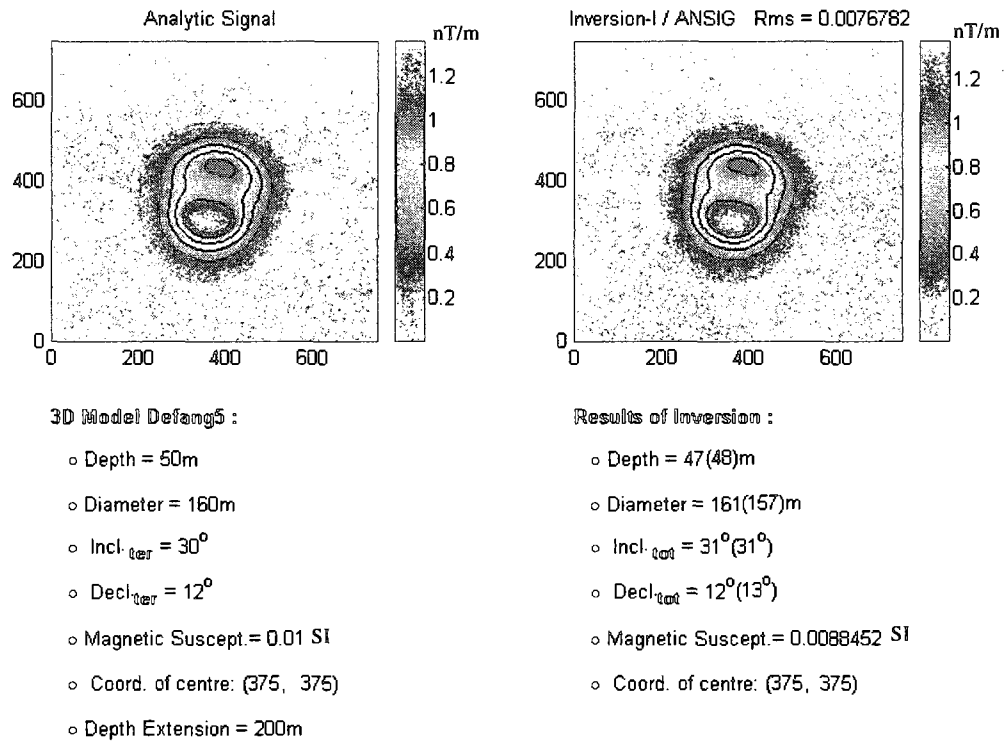 Analytic Signal
nT/m
1.2
1
0.8
0.6
0.4
0.2
600
400
200
0
0 200 400 600
Inversion-I / ANSIG Rms = 0.0076782
nT/m
1.2
1
0.8
0.6
0.4
0.2
600
400
200
0
0 200 400 600
3D Model Defang5 :
○ Depth = 50m
○ Diameter = 160m
○ Incl.ter = 30°
○ Decl.ter = 12°
○ Magnetic Suscept.= 0.01 SI
○ Coord. of centre: (375, 375)
○ Depth Extension = 200m
Results of Inversion :
○ Depth = 47(48)m
○ Diameter = 161(157)m
○ Incl.tot = 31°(31°)
○ Decl.tot = 12°(13°)
○ Magnetic Suscept.= 0.0088452 SI
○ Coord. of centre: (375, 375)